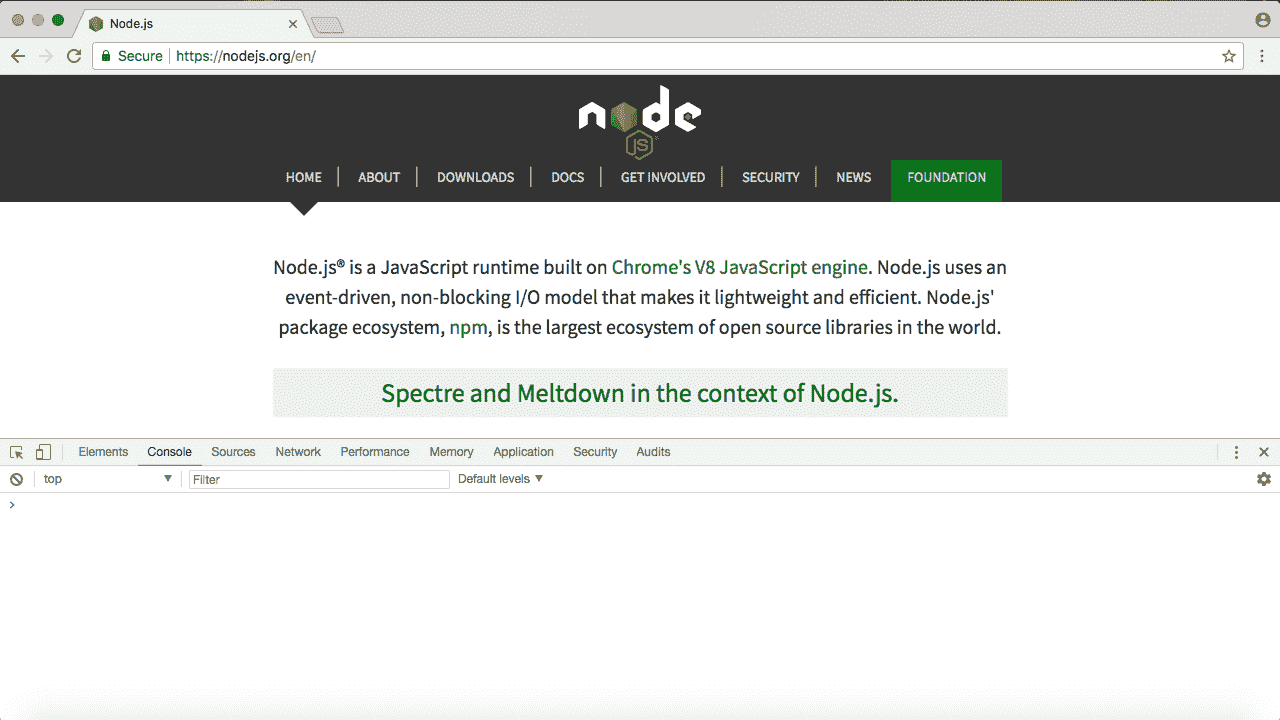 Node.js
Secure https://nodejs.org/en/
node
JS
HOME ABOUT DOWNLOADS DOCS GET INVOLVED SECURITY NEWS FOUNDATION
Node.js® is a JavaScript runtime built on Chrome's V8 JavaScript engine. Node.js uses an
event-driven, non-blocking I/O model that makes it lightweight and efficient. Node.js'
package ecosystem, npm, is the largest ecosystem of open source libraries in the world.
Spectre and Meltdown in the context of Node.js.
Elements Console Sources Network Performance Memory Application Security Audits
top Filter Default levels